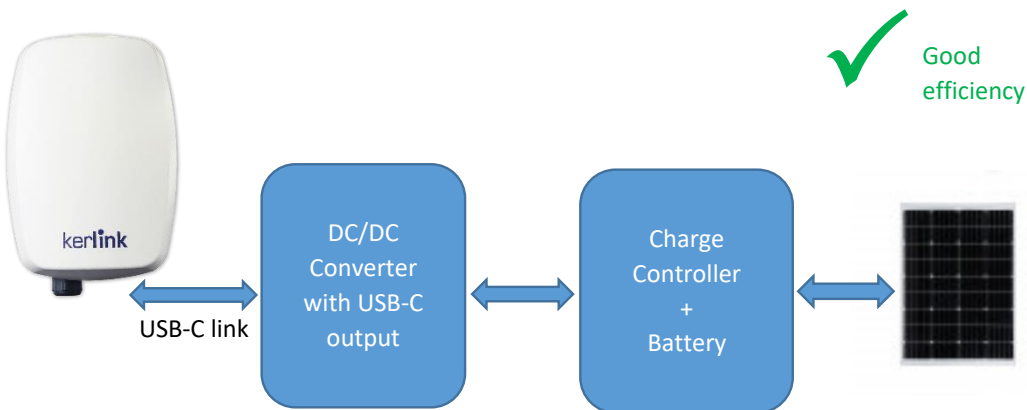 Good
efficiency
kerlink
USB-C link
DC/DC
Converter
with USB-C
output
Charge
Controller
+
Battery